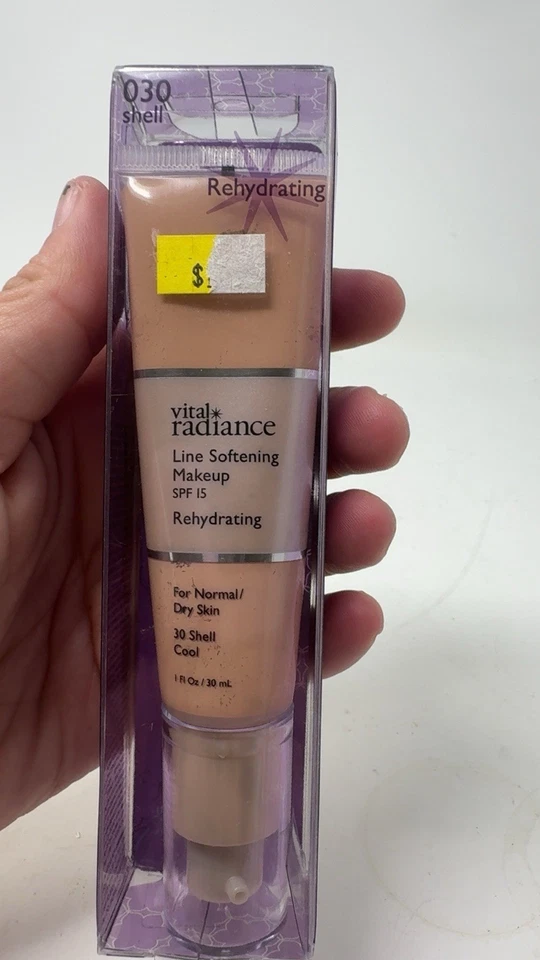 030
shell
Rehydrating
$
vital
radiance
Line Softening
Makeup
SPF 15
Rehydrating
For Normal/
Dry Skin
30 Shell
Cool
1 Fl Oz / 30 mL